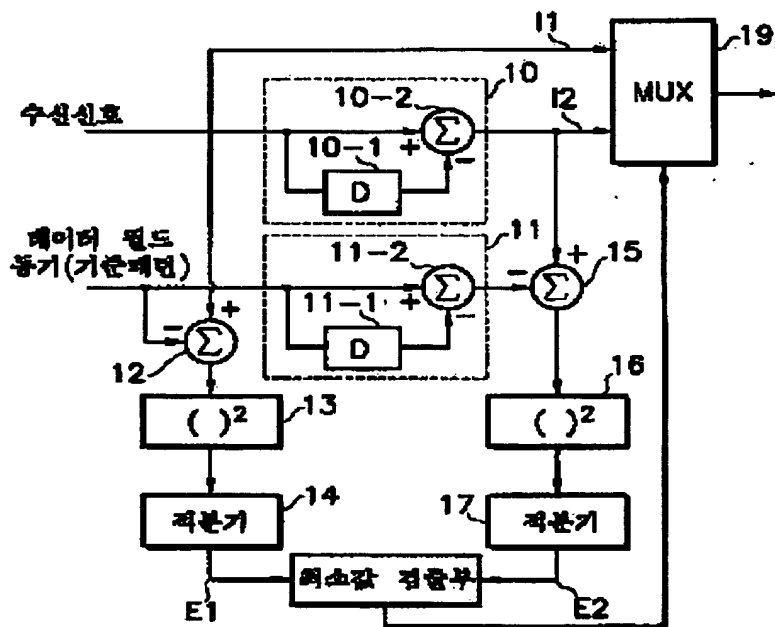 I1
19
10
10-2
MUX
수신신호
Σ
I2
+
-
10-1
D
데이터 필드
동기(기준패턴)
11
11-2
Σ
-
+
15
Σ
11-1
+
-
D
+
-
Σ
12
16
13
( )²
( )²
14
17
적분기
적분기
최소값 검출부
E1
E2